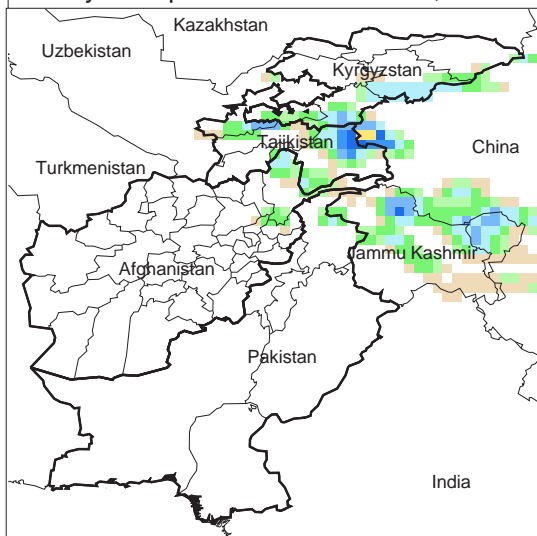 Kazakhstan
Uzbekistan
Kyrgyzstan
Tajikistan
China
Turkmenistan
Jammu Kashmir
Afghanistan
Pakistan
India